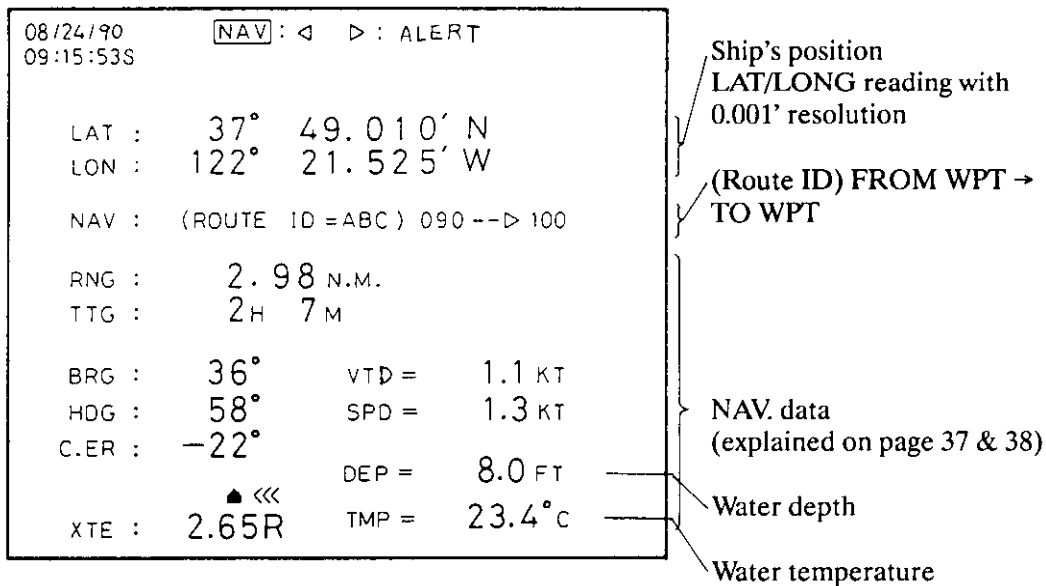 08/24/90 NAV : ◁ ▷ : ALERT
09:15:53S
LAT : 37° 49.010' N
LON : 122° 21.525' W
NAV : (ROUTE ID =ABC) 090 --▷ 100
RNG : 2.98 N.M.
TTG : 2H 7M
BRG : 36° VTD = 1.1 KT
HDG : 58° SPD = 1.3 KT
C.ER : −22°
DEP = 8.0 FT
XTE : 2.65R TMP = 23.4°C
Ship's position
LAT/LONG reading with
0.001' resolution
(Route ID) FROM WPT →
TO WPT
NAV. data
(explained on page 37 & 38)
Water depth
Water temperature